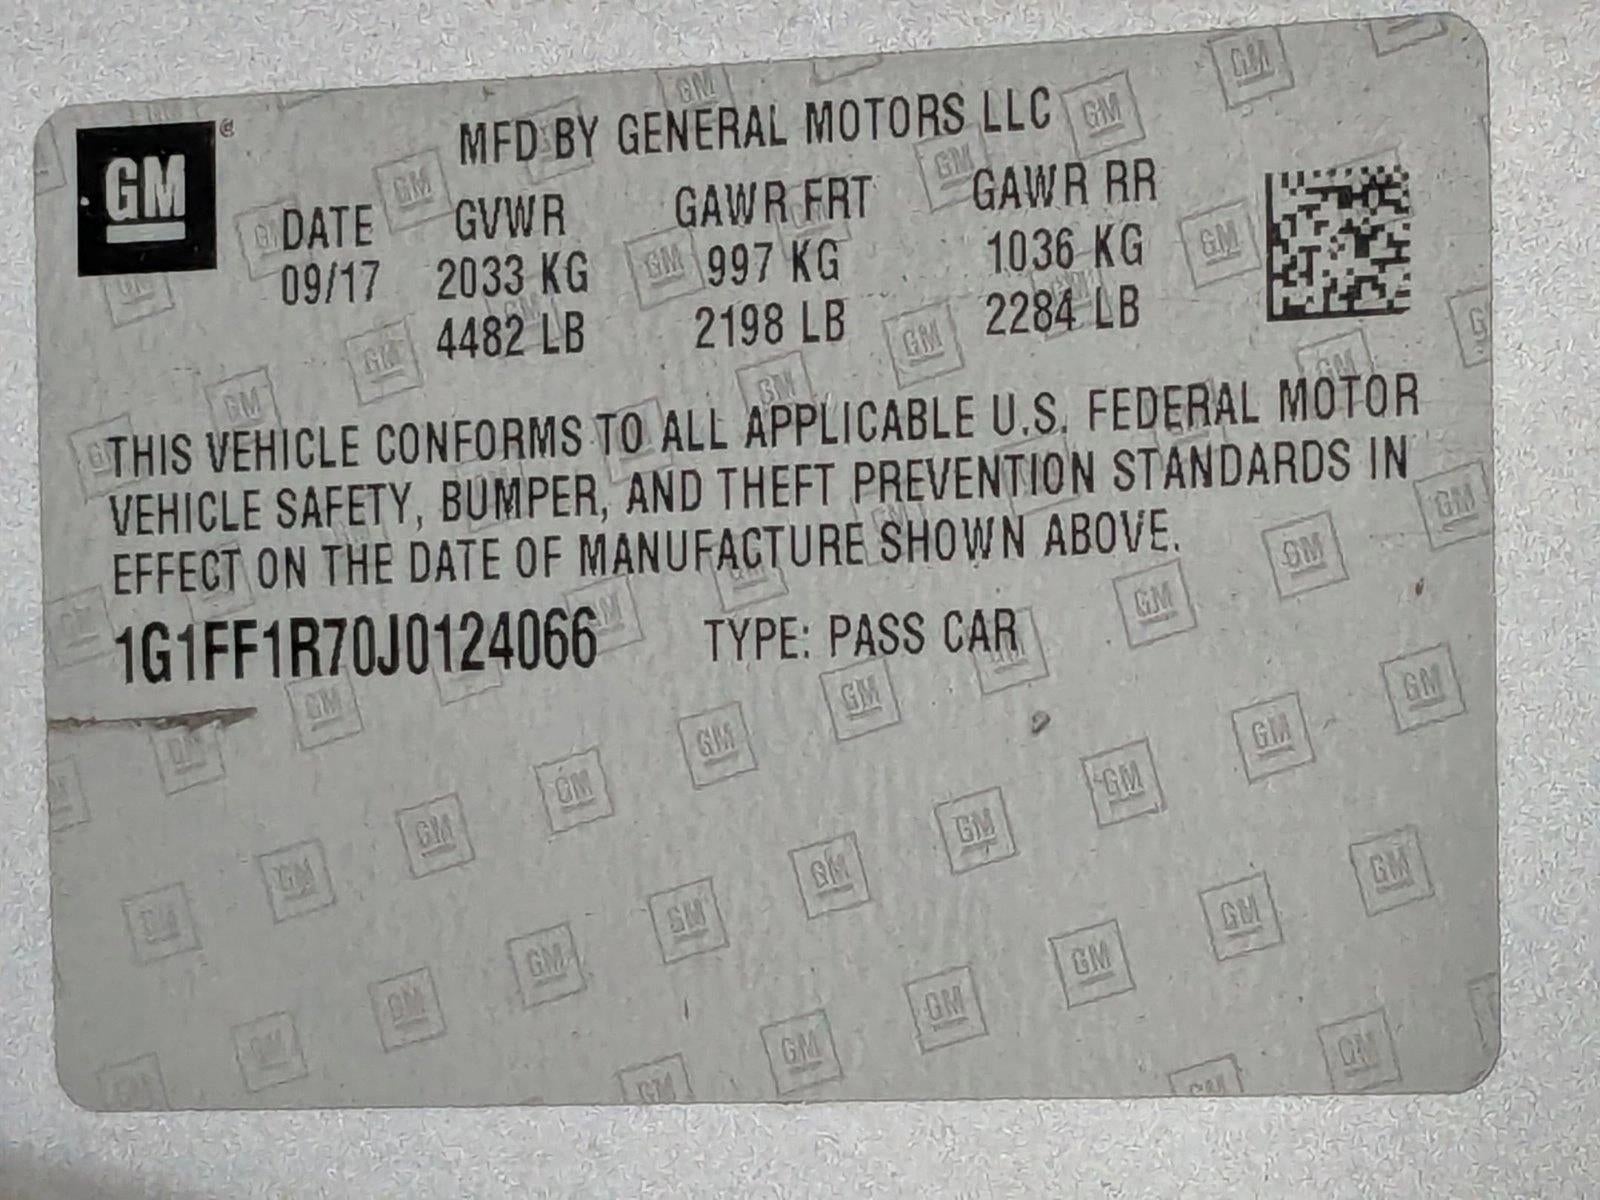 GM
MFD BY GENERAL MOTORS LLC
DATE GVWR GAWR FRT GAWR RR
09/17 2033 KG 997 KG 1036 KG
4482 LB 2198 LB 2284 LB
THIS VEHICLE CONFORMS TO ALL APPLICABLE U.S. FEDERAL MOTOR
VEHICLE SAFETY, BUMPER, AND THEFT PREVENTION STANDARDS IN
EFFECT ON THE DATE OF MANUFACTURE SHOWN ABOVE.
1G1FF1R70J0124066 TYPE: PASS CAR